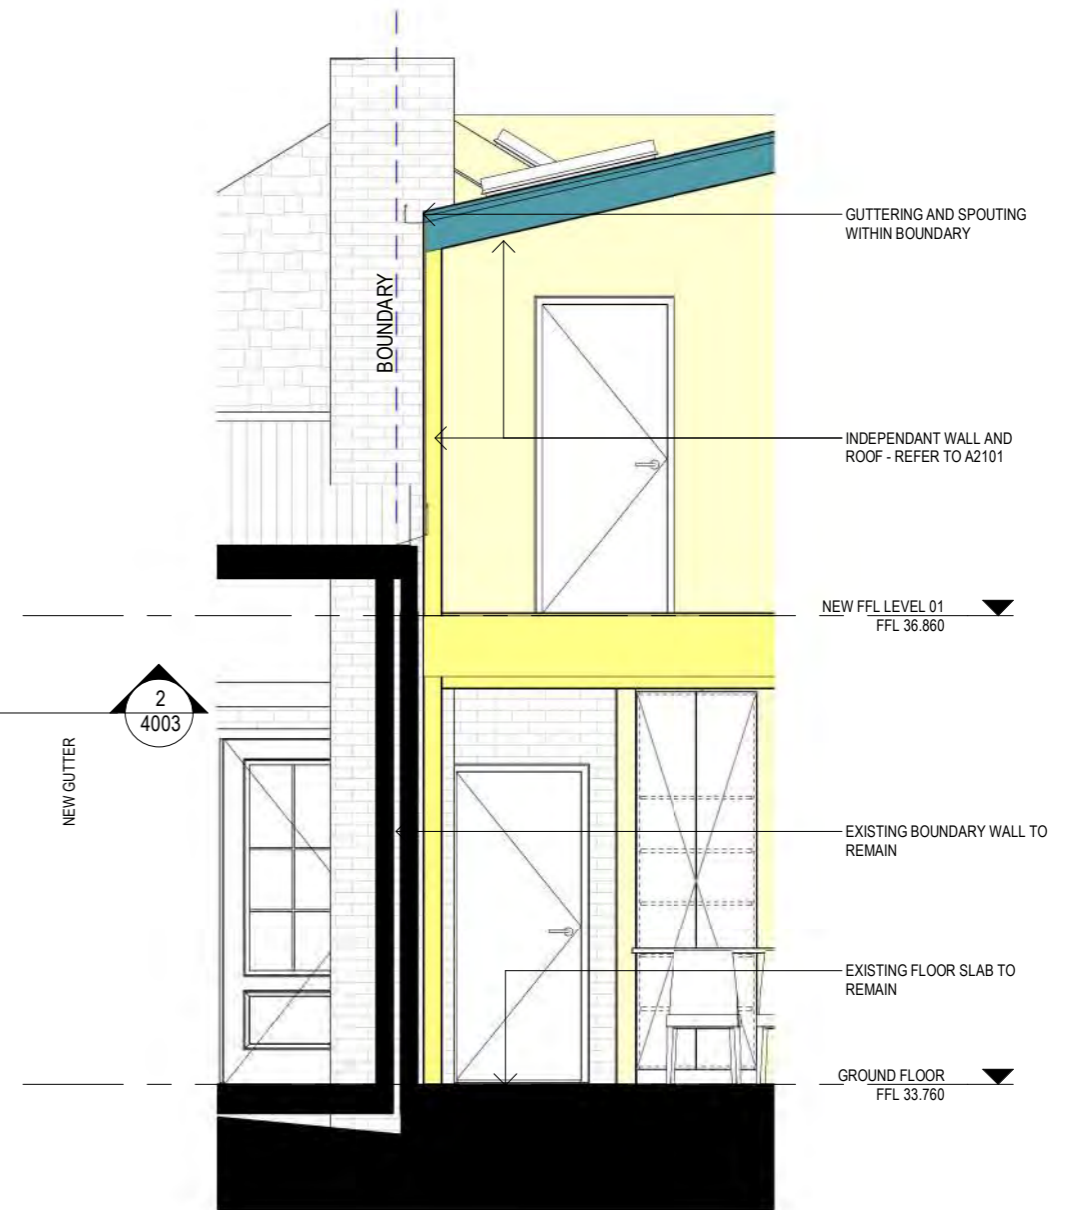 GUTTERING AND SPOUTING
WITHIN BOUNDARY
BOUNDARY
INDEPENDANT WALL AND
ROOF - REFER TO A2101
NEW FFL LEVEL 01
FFL 36.860
2
4003
NEW GUTTER
EXISTING BOUNDARY WALL TO
REMAIN
EXISTING FLOOR SLAB TO
REMAIN
GROUND FLOOR
FFL 33.760